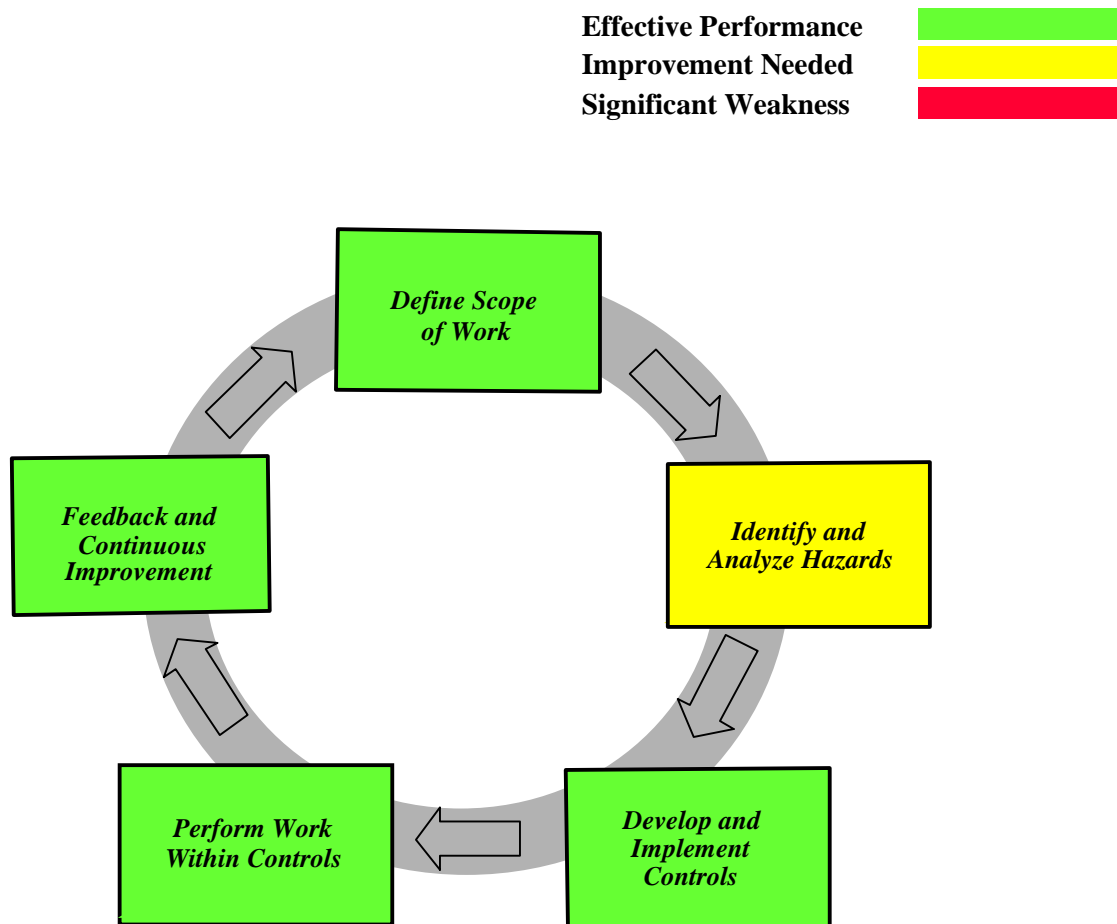 Effective Performance
Improvement Needed
Significant Weakness
Define Scope
of Work
Identify and
Analyze Hazards
Feedback and
Continuous
Improvement
Develop and
Implement
Controls
Perform Work
Within Controls